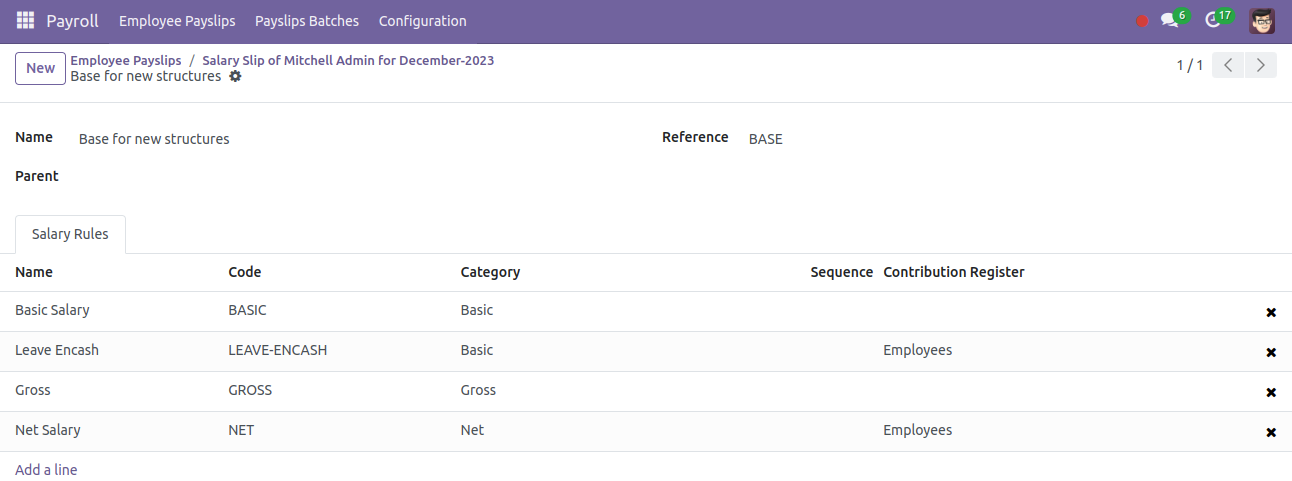 Payroll Employee Payslips Payslips Batches Configuration 6 17
New Employee Payslips / Salary Slip of Mitchell Admin for December-2023
Base for new structures 1 / 1
Name Base for new structures Reference BASE
Parent
Salary Rules
Name Code Category Sequence Contribution Register
Basic Salary BASIC Basic
Leave Encash LEAVE-ENCASH Basic Employees
Gross GROSS Gross
Net Salary NET Net Employees
Add a line